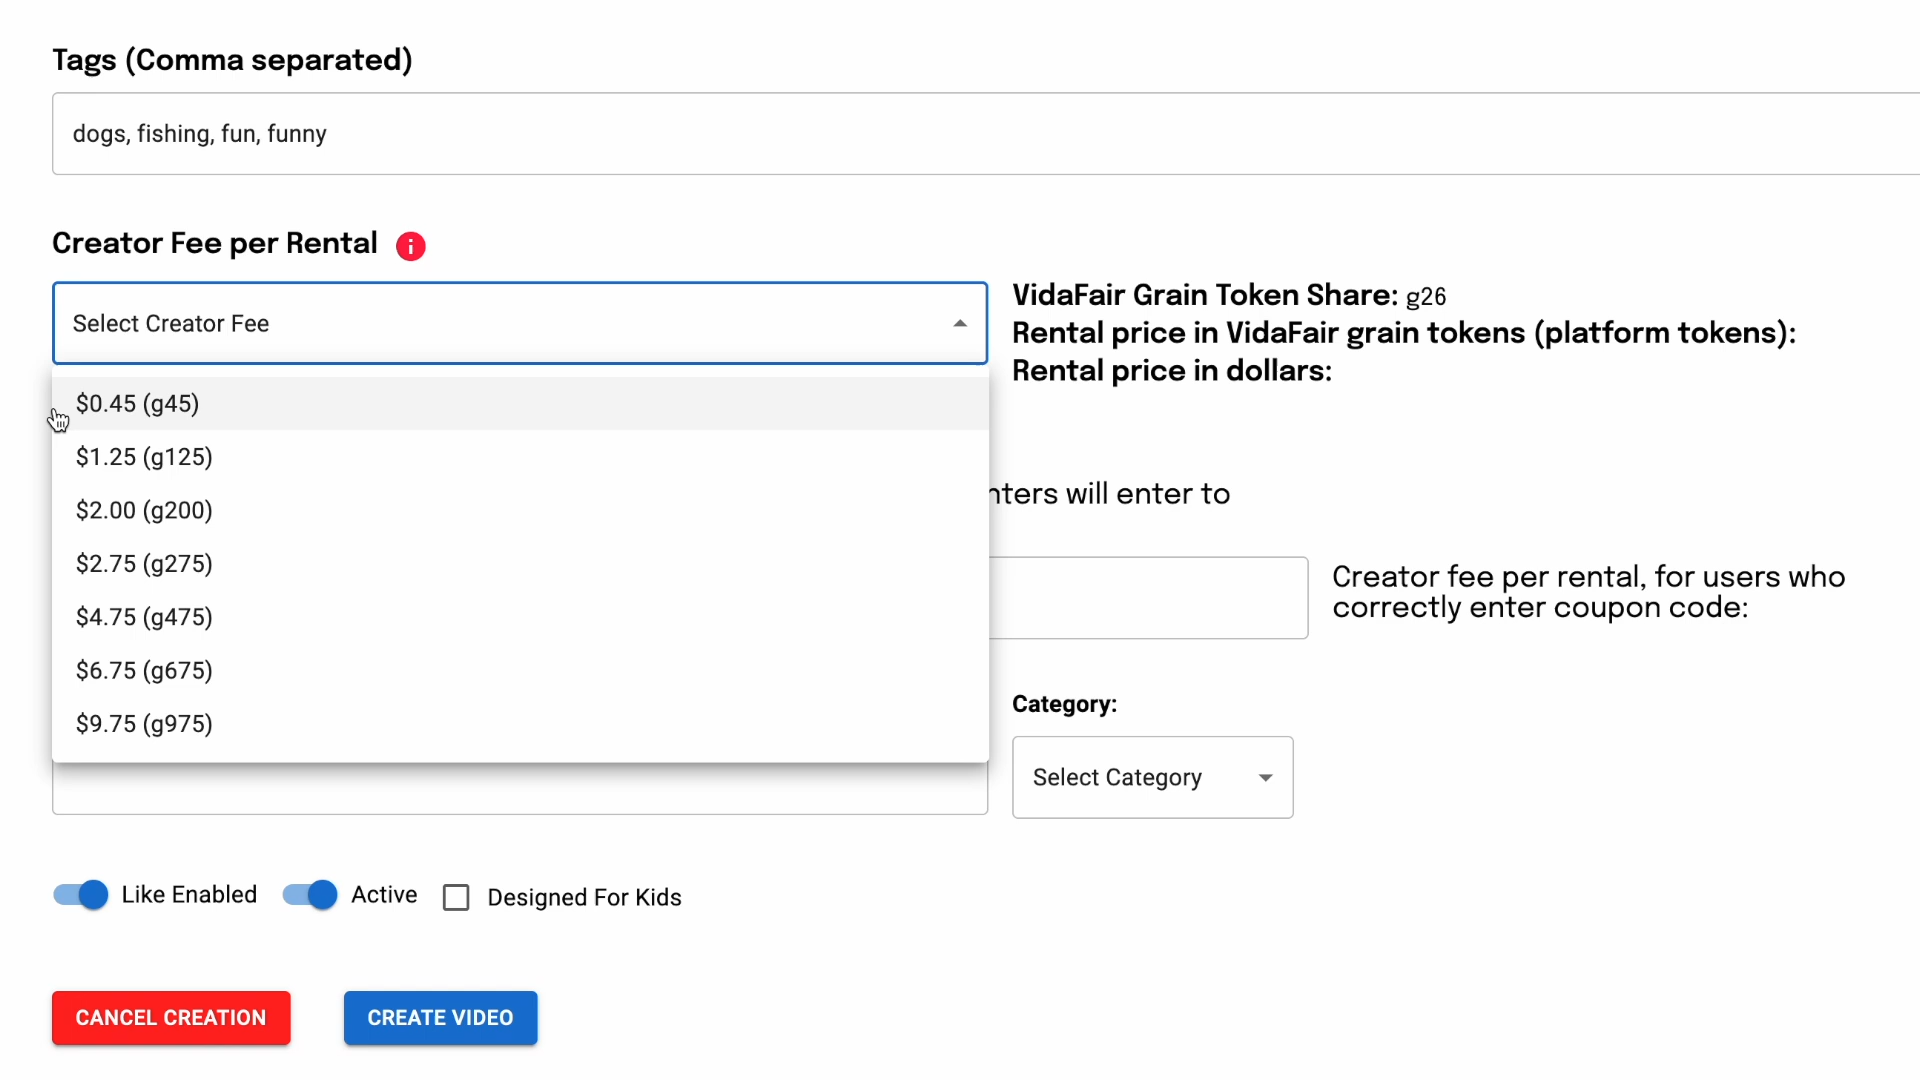 Tags (Comma separated)
dogs, fishing, fun, funny
Creator Fee per Rental
Select Creator Fee
VidaFair Grain Token Share: g26
Rental price in VidaFair grain tokens (platform tokens):
Rental price in dollars:
$0.45 (g45)
$1.25 (g125)
$2.00 (g200)
$2.75 (g275)
$4.75 (g475)
$6.75 (g675)
$9.75 (g975)
will enter to
Creator fee per rental, for users who
correctly enter coupon code:
Category:
Select Category
Like Enabled
Active
Designed For Kids
CANCEL CREATION
CREATE VIDEO